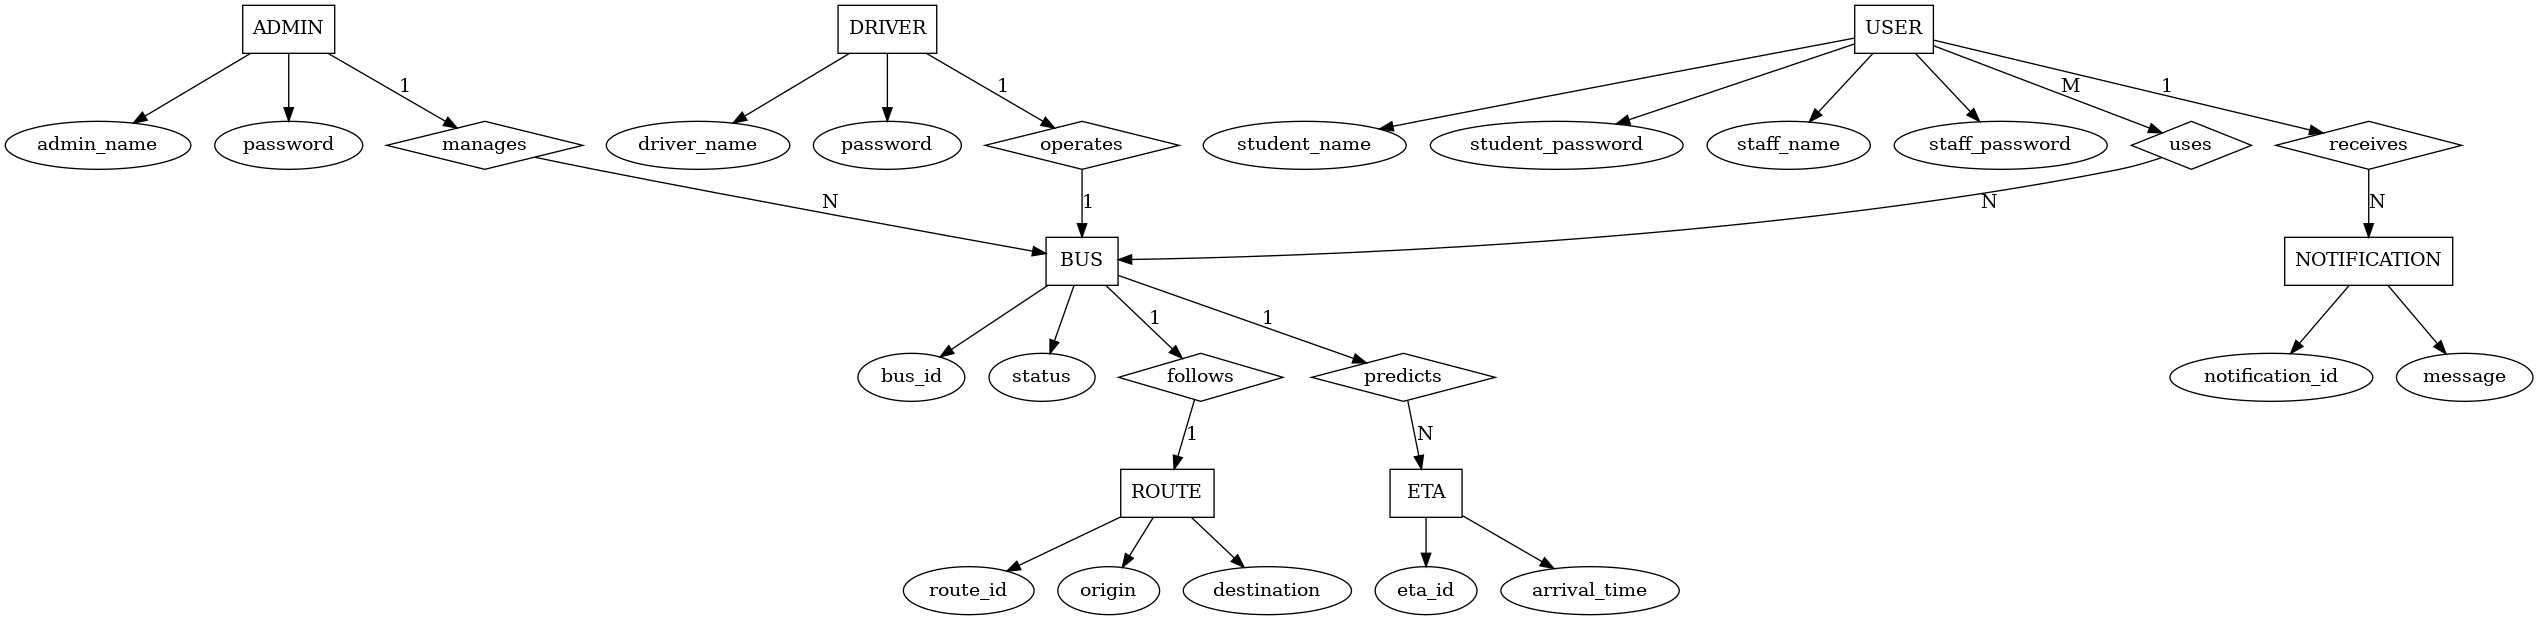 ADMIN
DRIVER
USER
1
1
M
1
admin_name
password
manages
driver_name
password
operates
student_name
student_password
staff_name
staff_password
uses
receives
N
1
N
N
BUS
NOTIFICATION
1
1
bus_id
status
follows
predicts
notification_id
message
1
N
ROUTE
ETA
route_id
origin
destination
eta_id
arrival_time